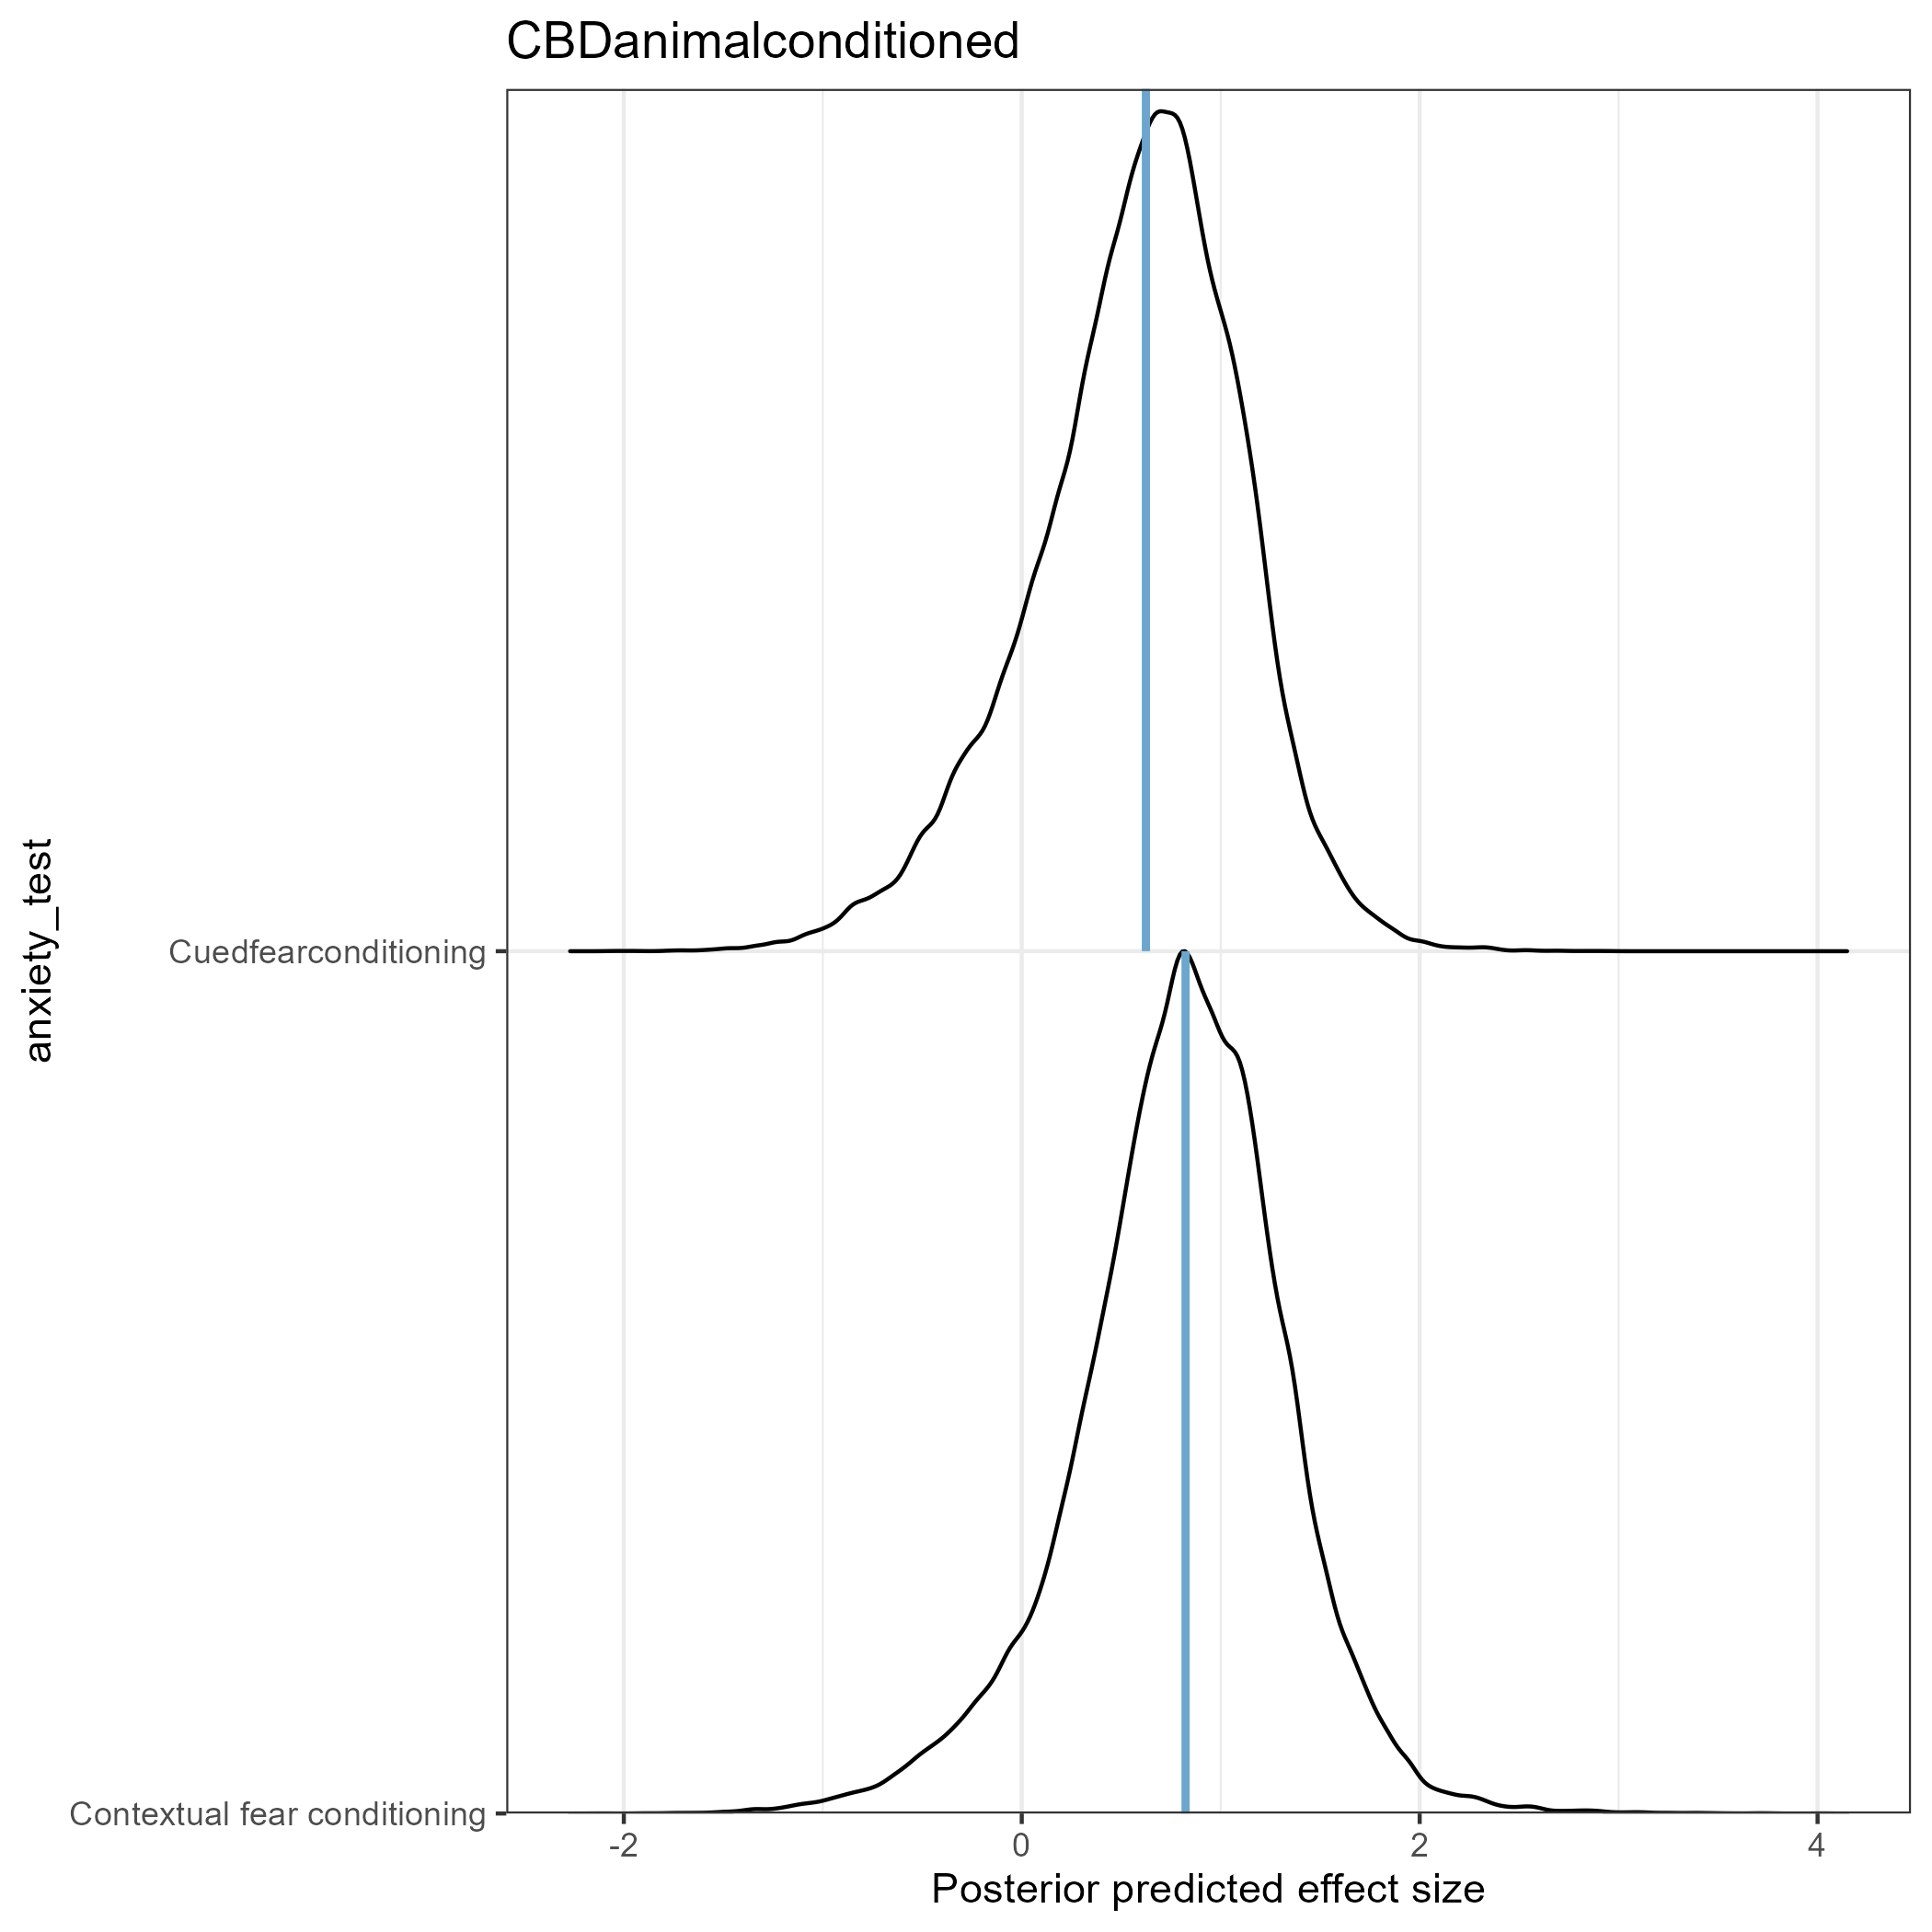 CBDanimalconditioned
anxiety_test
Cuedfearconditioning
Contextual fear conditioning
-2
0
2
4
Posterior predicted effect size